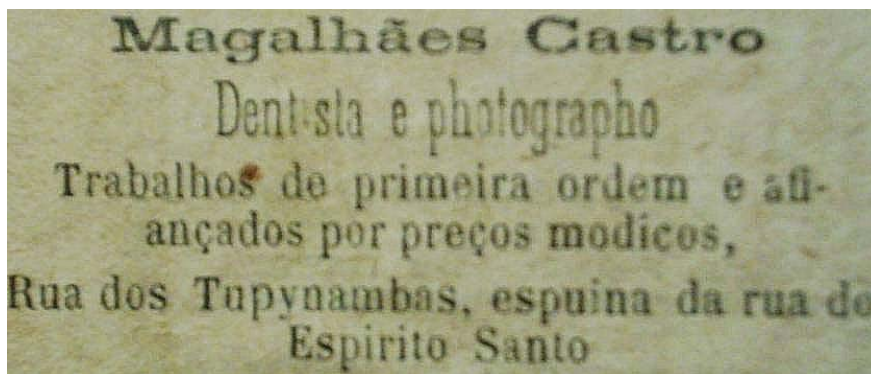 Magalhães Castro
Dentista e photographo
Trabalhos de primeira ordem e afi-
ançados por preços modicos,
Rua dos Tupynambas, espuina da rua do
Espirito Santo